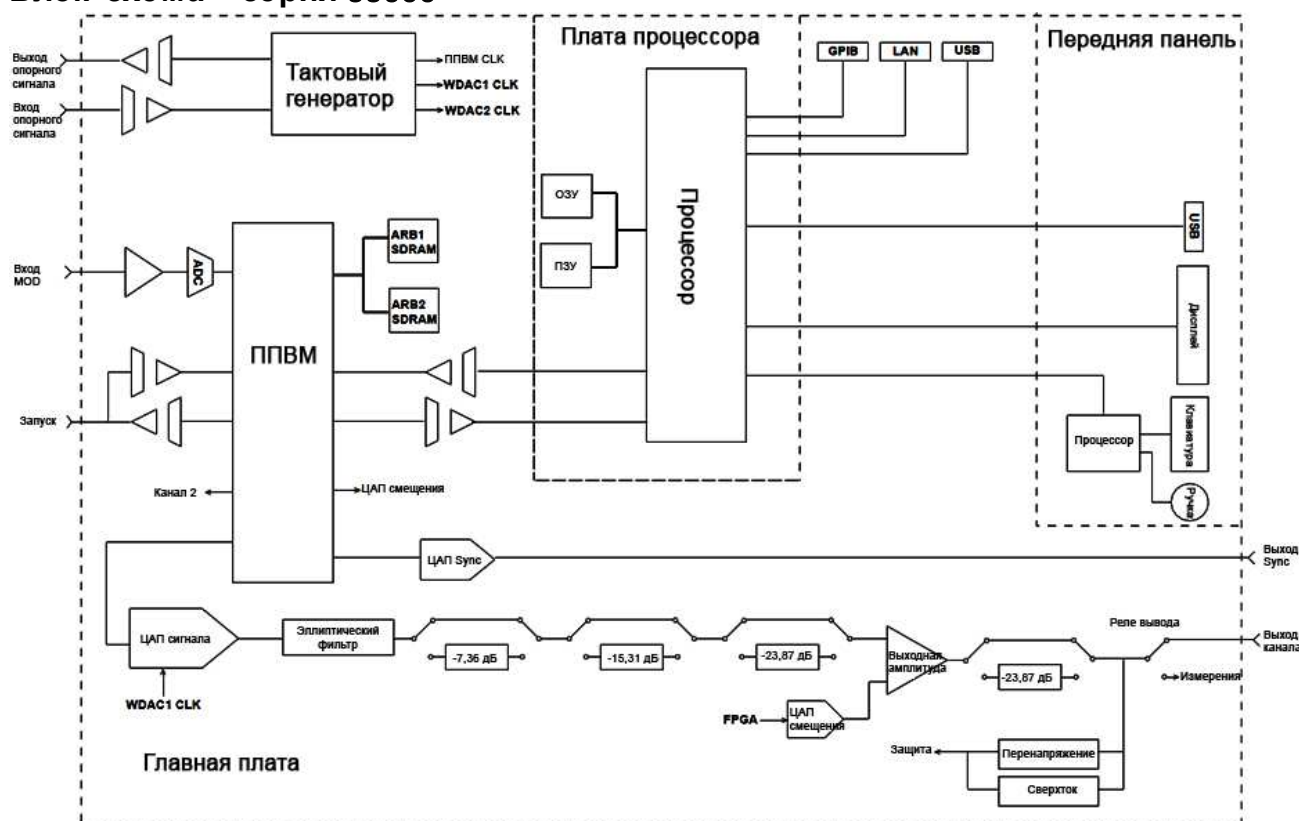 Плата процессора
Передняя панель
GPIB
LAN
USB
Выход
опорного
сигнала
Вход
опорного
сигнала
Тактовый
генератор
ППВМ CLK
WDAC1 CLK
WDAC2 CLK
ОЗУ
ПЗУ
Процессор
USB
Дисплей
Вход
MOD
ADC
ARB1
SDRAM
ARB2
SDRAM
ППВМ
Запуск
Процессор
Клавиатура
Ручка
Канал 2
ЦАП смещения
ЦАП Sync
Выход
Sync
ЦАП сигнала
Эллиптический
фильтр
-7,36 дБ
-15,31 дБ
-23,87 дБ
Выходная
амплитуда
-23,87 дБ
Реле вывода
Выход
канала
Измерения
WDAC1 CLK
FPGA
ЦАП
смещения
Главная плата
Защита
Перенапряжение
Сверхток